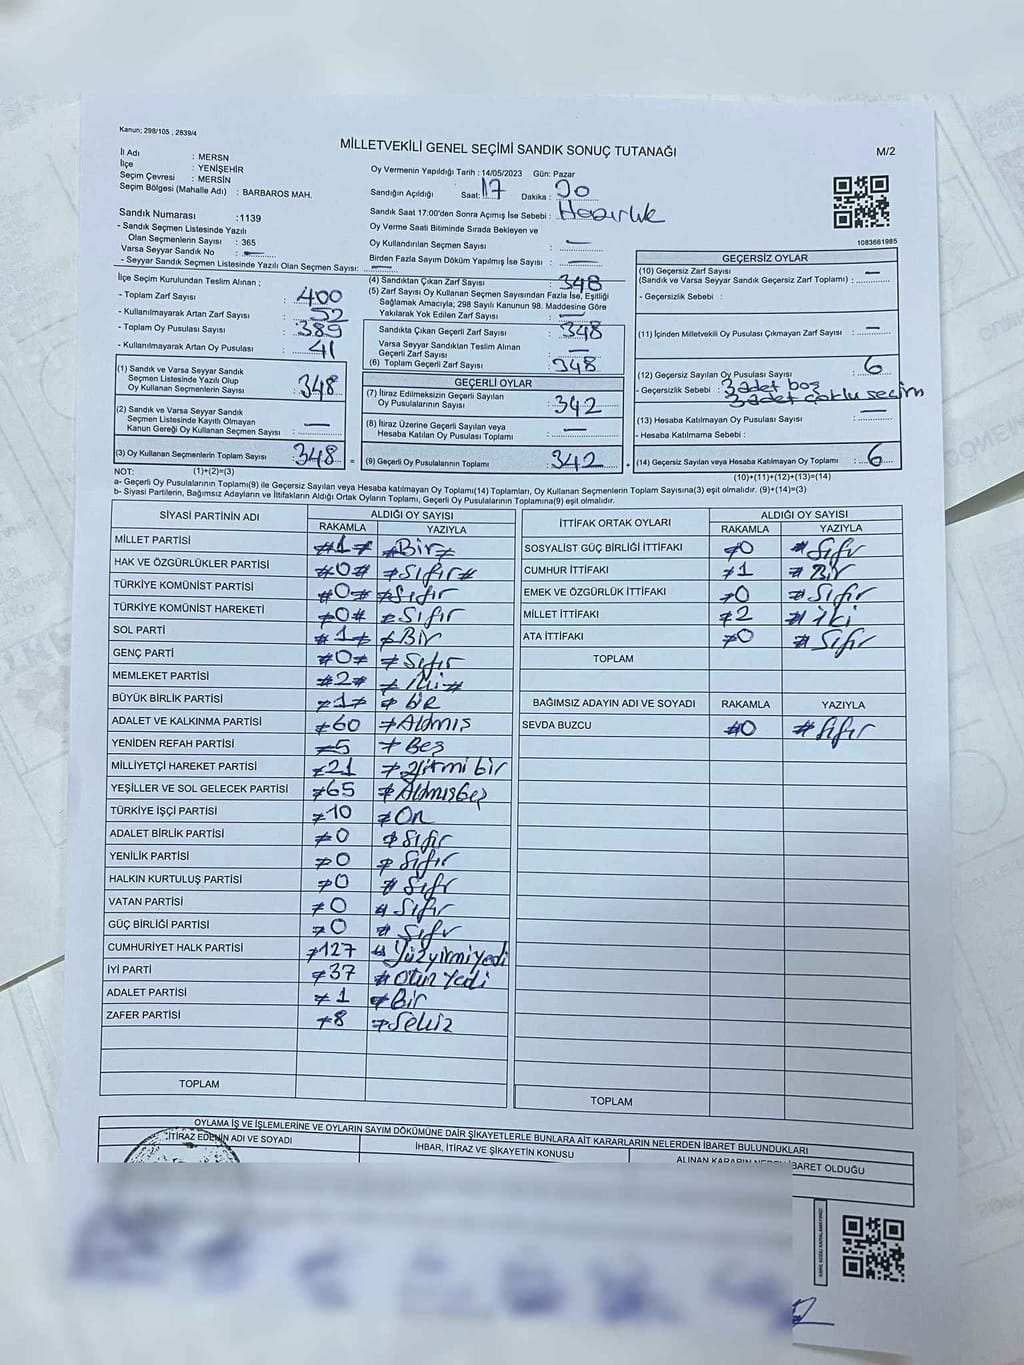 Kanun; 298/105 , 2839/4
MİLLETVEKİLİ GENEL SEÇİMİ SANDIK SONUÇ TUTANAĞI
M/2
İl Adı : MERSN
İlçe : YENİŞEHİR
Seçim Çevresi : MERSİN
Seçim Bölgesi (Mahalle Adı) : BARBAROS MAH.
Oy Vermenin Yapıldığı Tarih : 14/05/2023 Gün: Pazar
Sandığın Açıldığı Saat: 17 Dakika :
Sandık Saat 17:00'den Sonra Açımış İse Sebebi : Hazırlık
Sandık Numarası :1139
- Sandık Seçmen Listesinde Yazılı
Olan Seçmenlerin Sayısı : 365
Varsa Seyyar Sandık No : —
- Seyyar Sandık Seçmen Listesinde Yazılı Olan Seçmen Sayısı: —
Oy Verme Saati Bitiminde Sırada Bekleyen ve
Oy Kullandırılan Seçmen Sayısı : —
Birden Fazla Sayım Döküm Yapılmış İse Sayısı : —
1083661985
İlçe Seçim Kurulundan Teslim Alınan ;
- Toplam Zarf Sayısı : 400
- Kullanılmayarak Artan Zarf Sayısı : 52
- Toplam Oy Pusulası Sayısı : 389
- Kullanılmayarak Artan Oy Pusulası : 41
(4) Sandıktan Çıkan Zarf Sayısı : 348
(5) Zarf Sayısı Oy Kullanan Seçmen Sayısından Fazla İse, Eşitliği
Sağlamak Amacıyla; 298 Sayılı Kanunun 98. Maddesine Göre
Yakılarak Yok Edilen Zarf Sayısı : —
Sandıkta Çıkan Geçerli Zarf Sayısı : 348
Varsa Seyyar Sandıktan Teslim Alınan
Geçerli Zarf Sayısı : —
(6) Toplam Geçerli Zarf Sayısı : 348
GEÇERSİZ OYLAR
(10) Geçersiz Zarf Sayısı
(Sandık ve Varsa Seyyar Sandık Geçersiz Zarf Toplamı) : —
- Geçersizlik Sebebi :
(11) İçinden Milletvekili Oy Pusulası Çıkmayan Zarf Sayısı : —
(12) Geçersiz Sayılan Oy Pusulası Sayısı : 6
- Geçersizlik Sebebi : 3 adet boş
3 adet çoklu seçim
(13) Hesaba Katılmayan Oy Pusulası Sayısı : —
- Hesaba Katılmama Sebebi :
(14) Geçersiz Sayılan veya Hesaba Katılmayan Oy Toplamı : 6
(10)+(11)+(12)+(13)=(14)
(1) Sandık ve Varsa Seyyar Sandık
Seçmen Listesinde Yazılı Olup
Oy Kullanan Seçmenlerin Sayısı : 348
(2) Sandık ve Varsa Seyyar Sandık
Seçmen Listesinde Kayıtlı Olmayan
Kanun Gereği Oy Kullanan Seçmen Sayısı : —
(3) Oy Kullanan Seçmenlerin Toplam Sayısı : 348 =
GEÇERLİ OYLAR
(7) İtiraz Edilmeksizin Geçerli Sayılan
Oy Pusulalarının Sayısı : 342
(8) İtiraz Üzerine Geçerli Sayılan veya
Hesaba Katılan Oy Pusulası Toplamı : —
(9) Geçerli Oy Pusulalarının Toplamı : 342 +
NOT: (1)+(2)=(3)
a- Geçerli Oy Pusulalarının Toplamı(9) ile Geçersiz Sayılan veya Hesaba katılmayan Oy Toplamı(14) Toplamları, Oy Kullanan Seçmenlerin Toplam Sayısına(3) eşit olmalıdır. (9)+(14)=(3)
b- Siyasi Partilerin, Bağımsız Adayların ve İttifakların Aldığı Ortak Oyların Toplamı, Geçerli Oy Pusulalarının Toplamına(9) eşit olmalıdır.
SİYASİ PARTİNİN ADI ALDIĞI OY SAYISI
RAKAMLA YAZIYLA
MİLLET PARTİSİ #1# #Bir#
HAK VE ÖZGÜRLÜKLER PARTİSİ #0# #Sıfır#
TÜRKİYE KOMÜNİST PARTİSİ #0# #Sıfır
TÜRKİYE KOMÜNİST HAREKETİ #0# #Sıfır
SOL PARTİ #1# #Bir
GENÇ PARTİ #0# #Sıfır
MEMLEKET PARTİSİ #2# #iki#
BÜYÜK BİRLİK PARTİSİ #1# #bir
ADALET VE KALKINMA PARTİSİ #60 #Altmış
YENİDEN REFAH PARTİSİ #5 #Beş
MİLLİYETÇİ HAREKET PARTİSİ #21 #Yirmi bir
YEŞİLLER VE SOL GELECEK PARTİSİ #65 #Altmışbeş
TÜRKİYE İŞÇİ PARTİSİ #10 #On
ADALET BİRLİK PARTİSİ #0 #Sıfır
YENİLİK PARTİSİ #0 #Sıfır
HALKIN KURTULUŞ PARTİSİ #0 #Sıfır
VATAN PARTİSİ #0 #Sıfır
GÜÇ BİRLİĞİ PARTİSİ #0 #Sıfır
CUMHURİYET HALK PARTİSİ #127 #Yüzyirmiyedi
İYİ PARTİ #37 #Otuz Yedi
ADALET PARTİSİ #1 #Bir
ZAFER PARTİSİ #8 #Sekiz
TOPLAM
İTTİFAK ORTAK OYLARI ALDIĞI OY SAYISI
RAKAMLA YAZIYLA
SOSYALİST GÜÇ BİRLİĞİ İTTİFAKI #0 #Sıfır
CUMHUR İTTİFAKI #1 #Bir
EMEK VE ÖZGÜRLÜK İTTİFAKI #0 #Sıfır
MİLLET İTTİFAKI #2 #iki
ATA İTTİFAKI #0 #Sıfır
TOPLAM
BAĞIMSIZ ADAYIN ADI VE SOYADI RAKAMLA YAZIYLA
SEVDA BUZCU #0 #Sıfır
TOPLAM
OYLAMA İŞ VE İŞLEMLERİNE VE OYLARIN SAYIM DÖKÜMÜNE DAİR ŞİKAYETLERLE BUNLARA AİT KARARLARIN NELERDEN İBARET BULUNDUKLARI
İTİRAZ EDENİN ADI VE SOYADI
İHBAR, İTİRAZ VE ŞİKAYETİN KONUSU
ALINAN KARARIN NEDEN İBARET OLDUĞU
KARE KODU KARALAMAYINIZ!